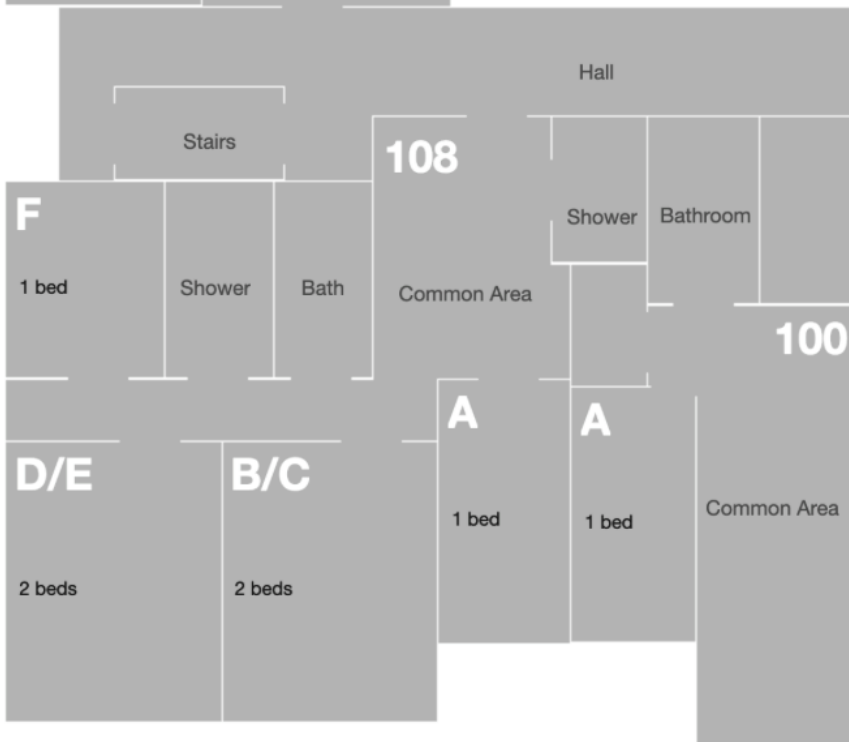 Hall
Stairs
108
F
Shower
Bathroom
1 bed
Shower
Bath
Common Area
100
A
A
D/E
B/C
Common Area
1 bed
1 bed
2 beds
2 beds